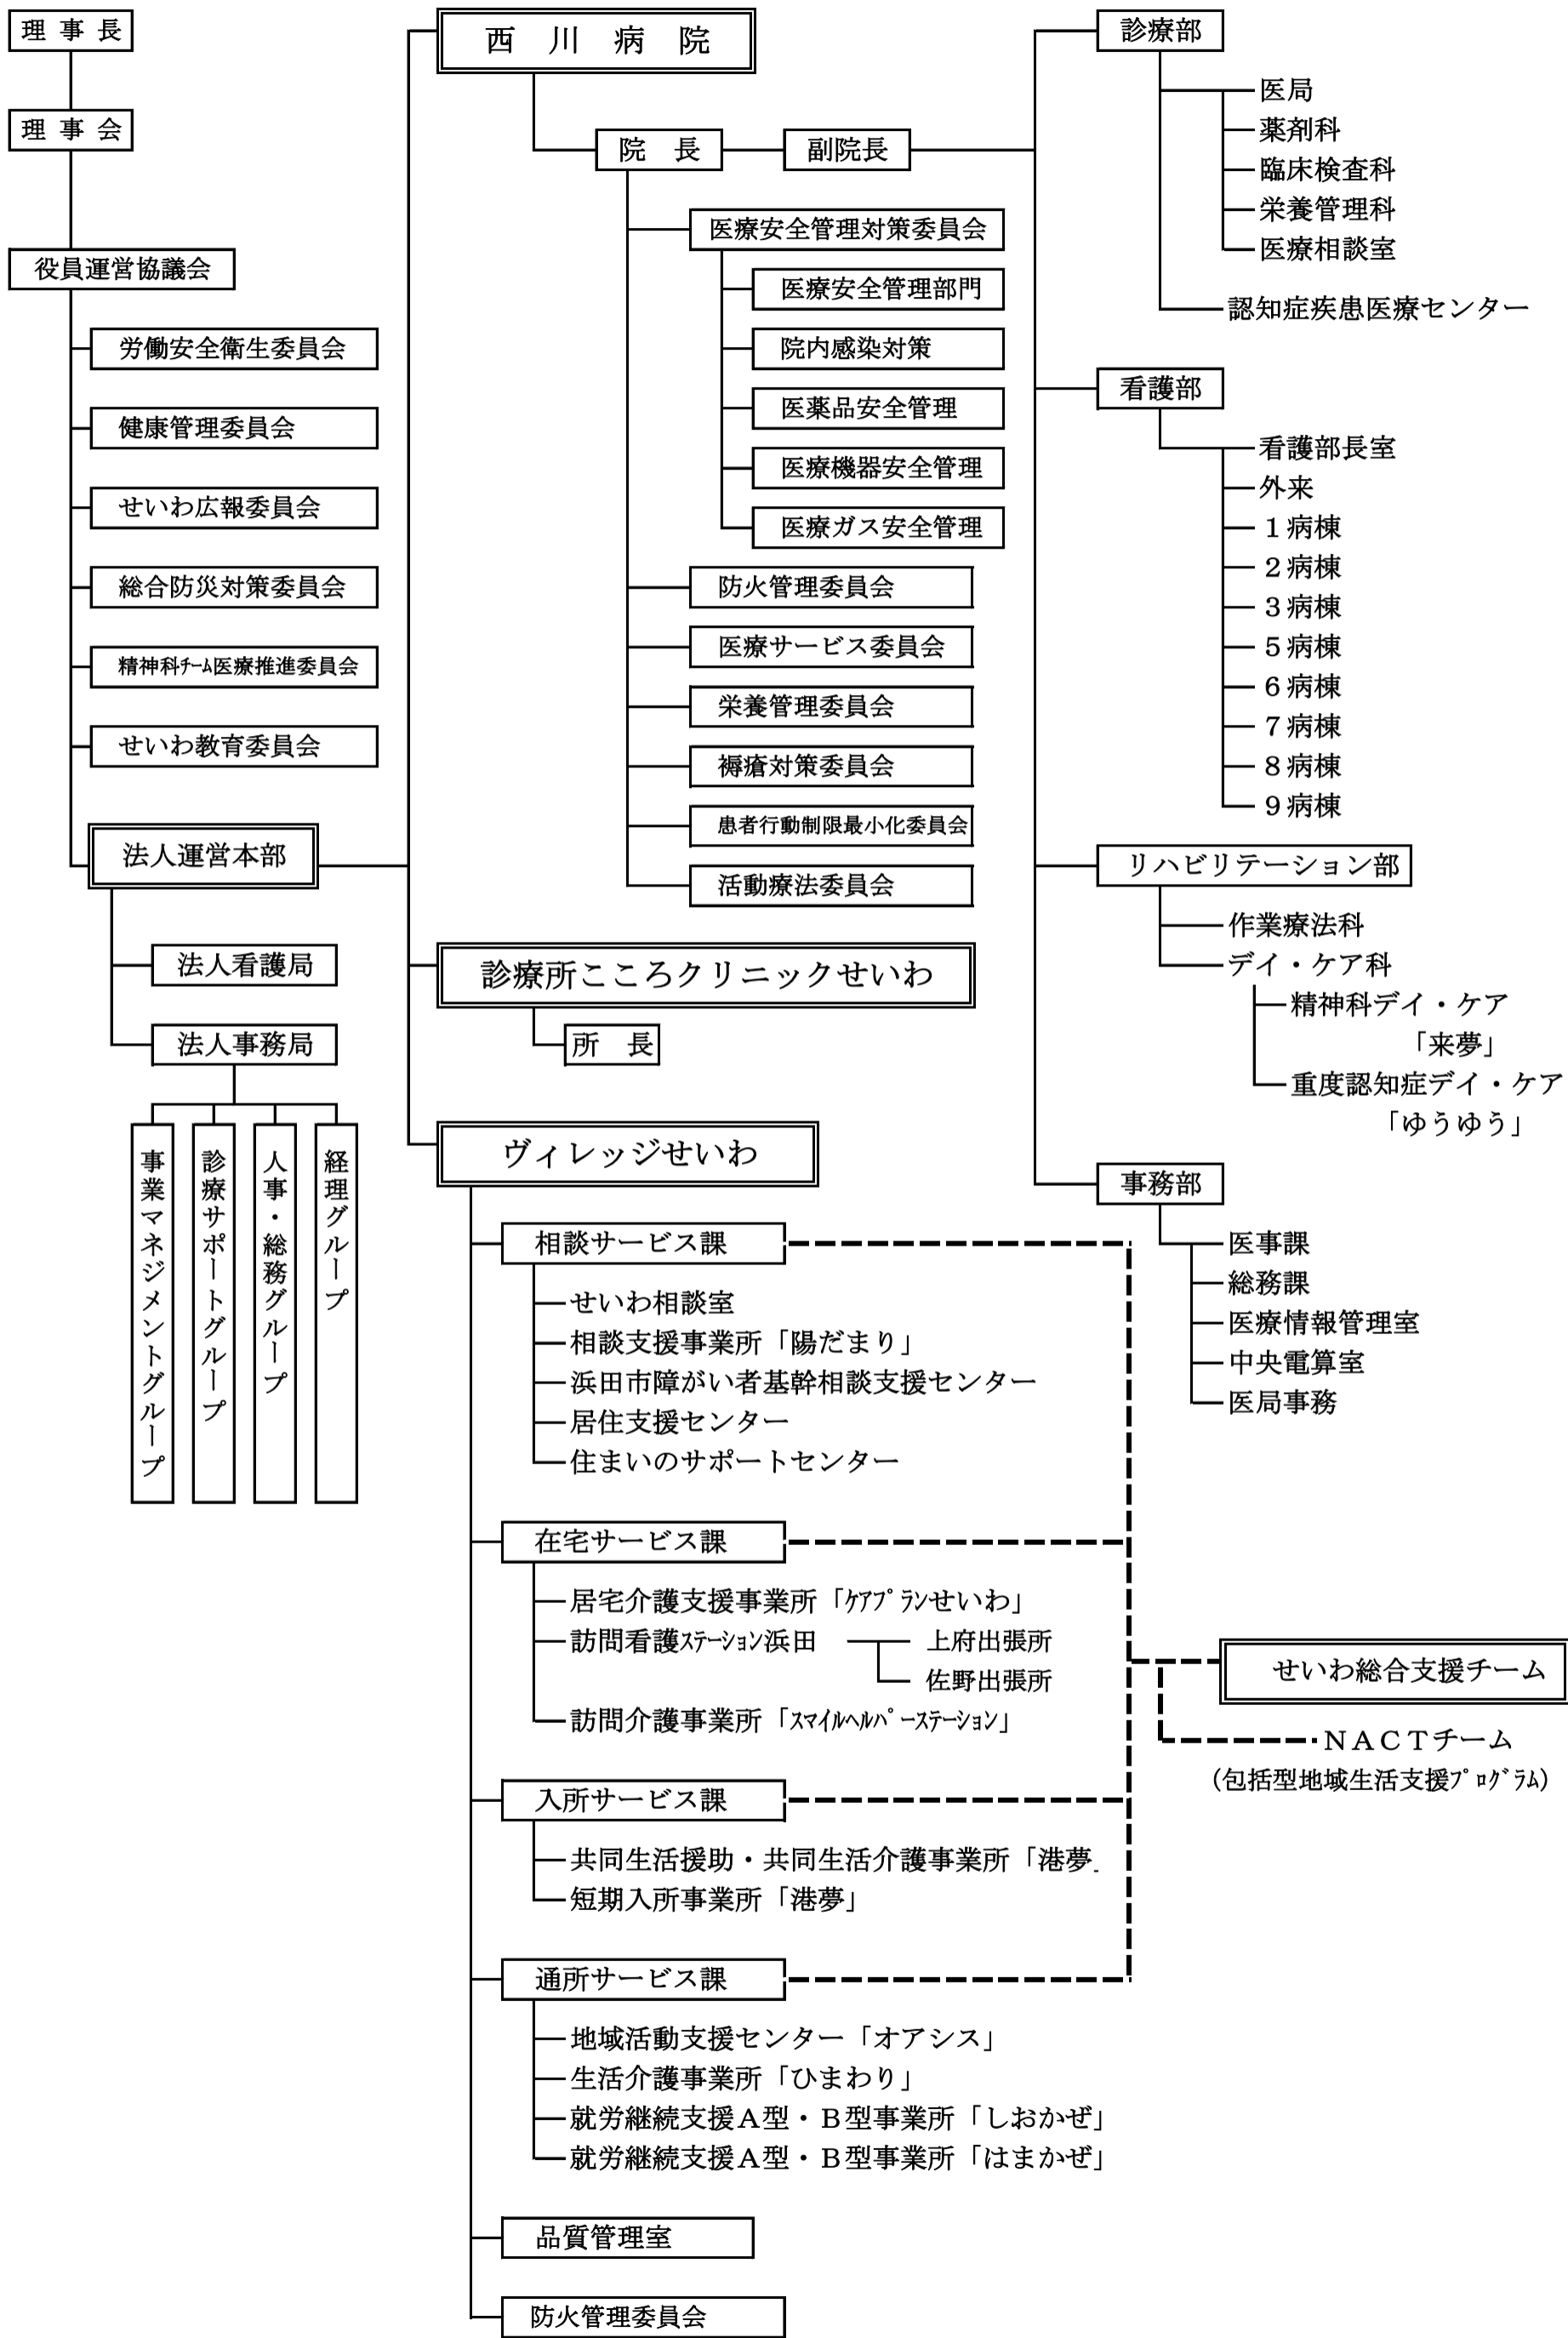 理事長
理事会
役員運営協議会
労働安全衛生委員会
健康管理委員会
せいわ広報委員会
総合防災対策委員会
精神科ﾁｰﾑ医療推進委員会
せいわ教育委員会
法人運営本部
法人看護局
法人事務局
事業マネジメントグループ
診療サポートグループ
人事・総務グループ
経理グループ
西川病院
院長
副院長
医療安全管理対策委員会
医療安全管理部門
院内感染対策
医薬品安全管理
医療機器安全管理
医療ガス安全管理
防火管理委員会
医療サービス委員会
栄養管理委員会
褥瘡対策委員会
患者行動制限最小化委員会
活動療法委員会
診療部
医局
薬剤科
臨床検査科
栄養管理科
医療相談室
認知症疾患医療センター
看護部
看護部長室
外来
１病棟
２病棟
３病棟
５病棟
６病棟
７病棟
８病棟
９病棟
リハビリテーション部
作業療法科
デイ・ケア科
精神科デイ・ケア
「来夢」
重度認知症デイ・ケア
「ゆうゆう」
事務部
医事課
総務課
医療情報管理室
中央電算室
医局事務
診療所こころクリニックせいわ
所長
ヴィレッジせいわ
相談サービス課
せいわ相談室
相談支援事業所「陽だまり」
浜田市障がい者基幹相談支援センター
居住支援センター
住まいのサポートセンター
在宅サービス課
居宅介護支援事業所「ｹｱﾌﾟﾗﾝせいわ」
訪問看護ｽﾃｰｼｮﾝ浜田
上府出張所
佐野出張所
訪問介護事業所「ｽﾏｲﾙﾍﾙﾊﾟｰｽﾃｰｼｮﾝ」
入所サービス課
共同生活援助・共同生活介護事業所「港夢」
短期入所事業所「港夢」
通所サービス課
地域活動支援センター「オアシス」
生活介護事業所「ひまわり」
就労継続支援Ａ型・Ｂ型事業所「しおかぜ」
就労継続支援Ａ型・Ｂ型事業所「はまかぜ」
品質管理室
防火管理委員会
せいわ総合支援チーム
ＮＡＣＴチーム
（包括型地域生活支援ﾌﾟﾛｸﾞﾗﾑ）